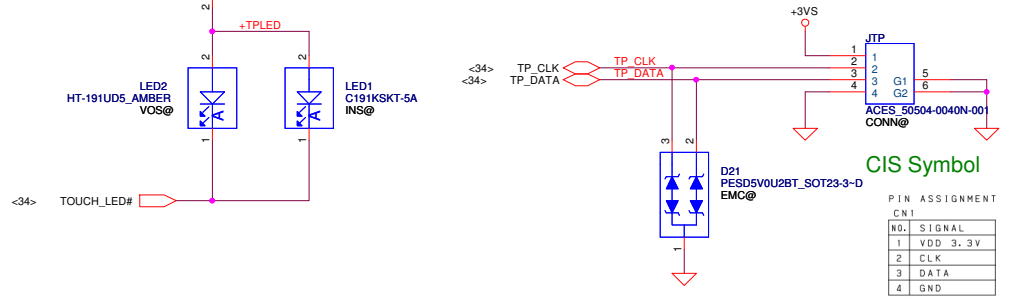 2
+TPLED
2
2
LED2
HT-191UD5_AMBER
VOS@
A
LED1
C191KSKT-5A
INS@
A
1
1
<34>
TOUCH_LED#
+3VS
JTP
<34>
TP_CLK
TP_CLK
<34>
TP_DATA
TP_DATA
1
2
3
4
1
2
3
4
G1
G2
5
6
ACES_50504-0040N-001
CONN@
3
2
D21
PESD5V0U2BT_SOT23-3~D
EMC@
1
CIS Symbol
PIN ASSIGNMENT
CN1
NO. SIGNAL
1 VDD 3.3V
2 CLK
3 DATA
4 GND